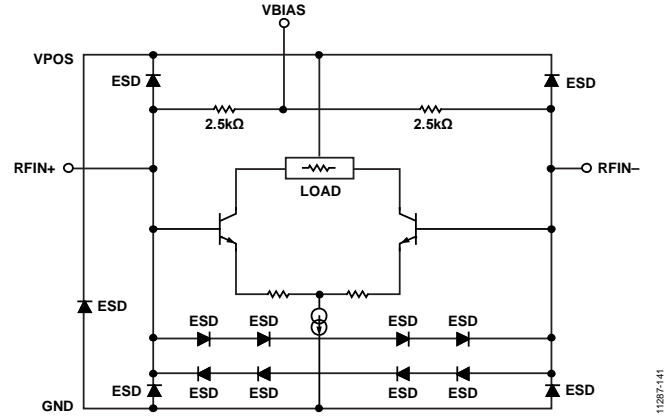 VBIAS
VPOS
ESD
ESD
2.5kΩ
2.5kΩ
RFIN+
RFIN–
LOAD
ESD
ESD
ESD
ESD
ESD
ESD
ESD
ESD
ESD
ESD
ESD
GND
11287-141